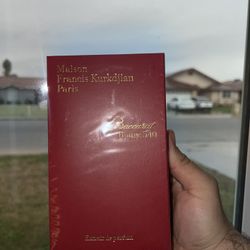 Maison
Francis Kurkdjian
Paris
Baccarat
Rouge 540
Extrait de parfum